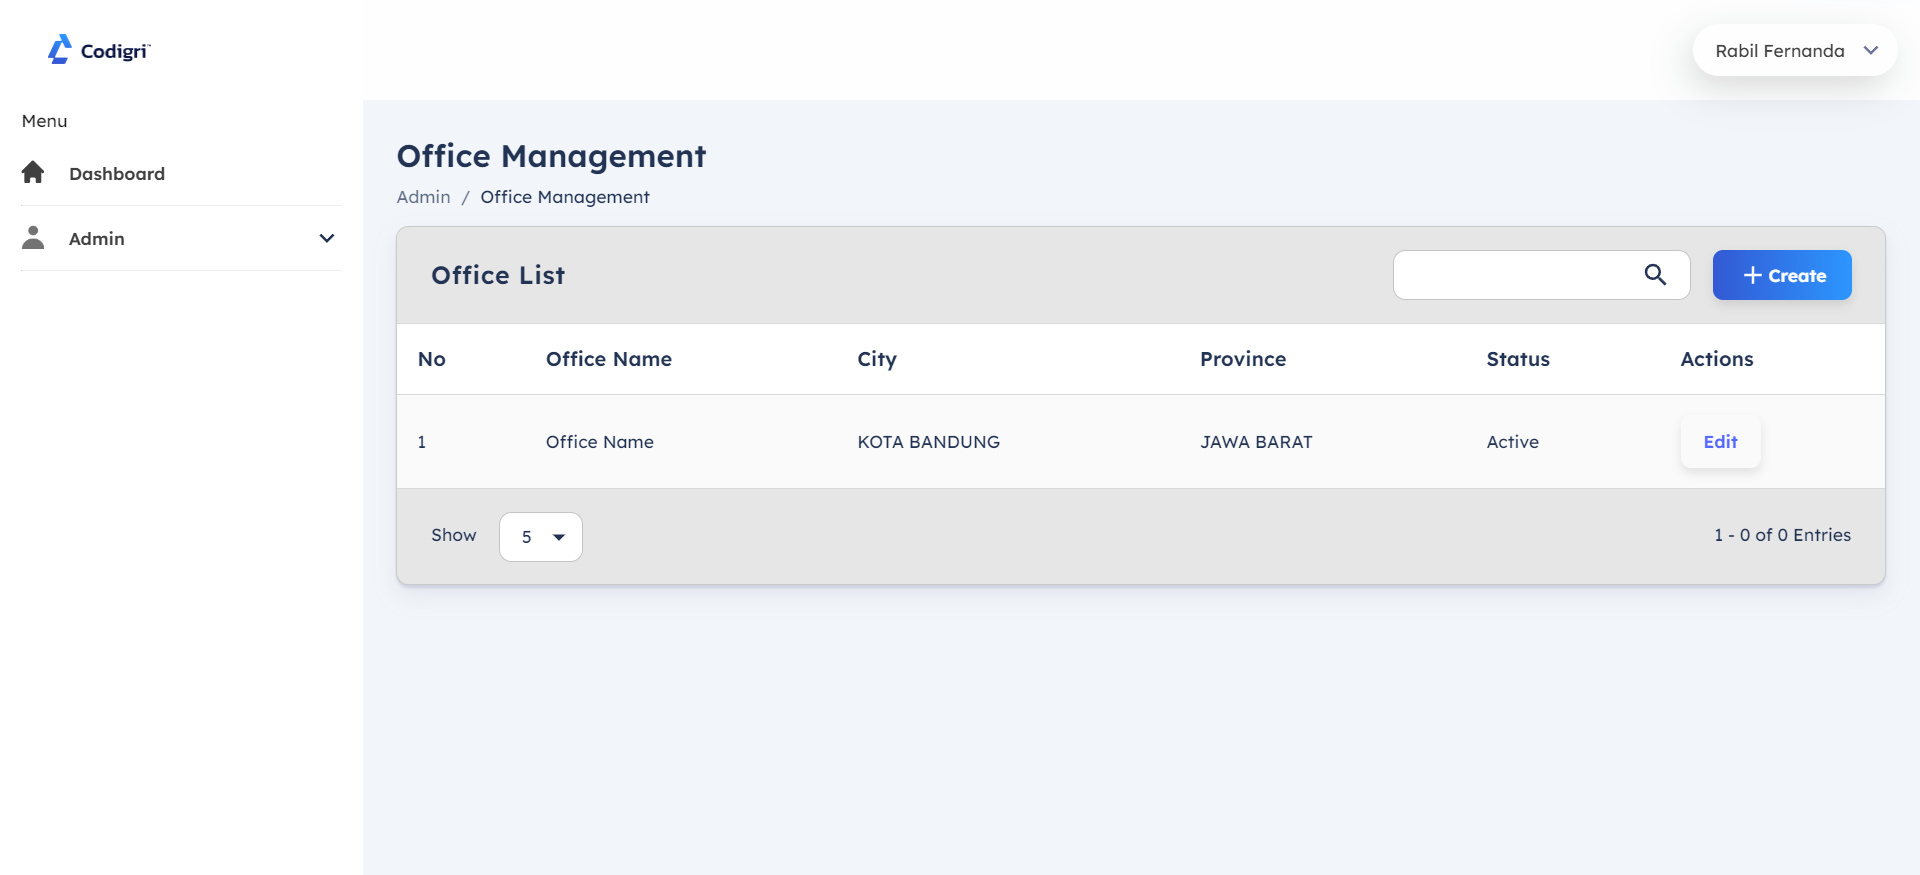 Codigri™
Rabil Fernanda
Menu
Dashboard
Admin
Office Management
Admin / Office Management
Office List
Create
No Office Name City Province Status Actions
1 Office Name KOTA BANDUNG JAWA BARAT Active Edit
Show 5 1 - 0 of 0 Entries